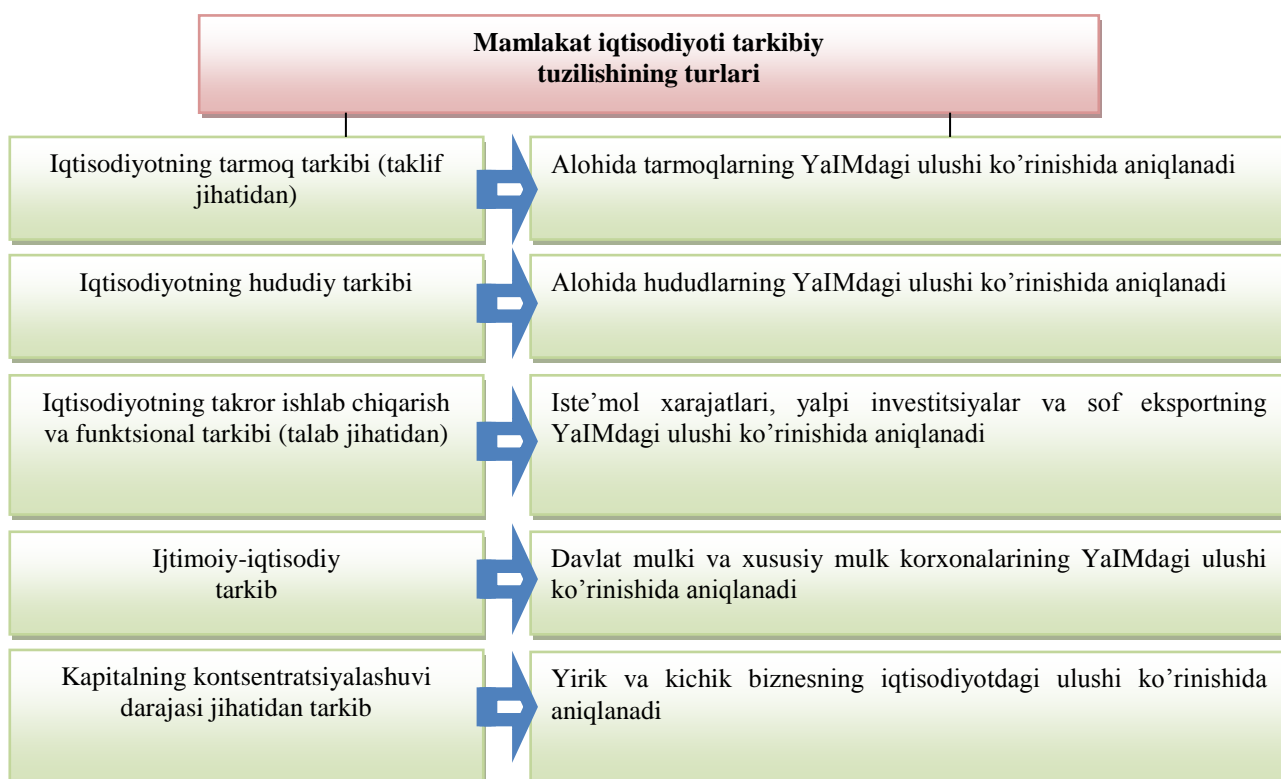 Mamlakat iqtisodiyoti tarkibiy
tuzilishining turlari
Iqtisodiyotning tarmoq tarkibi (taklif
jihatidan)
Alohida tarmoqlarning YaIMdagi ulushi ko’rinishida aniqlanadi
Iqtisodiyotning hududiy tarkibi
Alohida hududlarning YaIMdagi ulushi ko’rinishida aniqlanadi
Iqtisodiyotning takror ishlab chiqarish
va funktsional tarkibi (talab jihatidan)
Iste’mol xarajatlari, yalpi investitsiyalar va sof eksportning
YaIMdagi ulushi ko’rinishida aniqlanadi
Ijtimoiy-iqtisodiy
tarkib
Davlat mulki va xususiy mulk korxonalarining YaIMdagi ulushi
ko’rinishida aniqlanadi
Kapitalning kontsentratsiyalashuvi
darajasi jihatidan tarkib
Yirik va kichik biznesning iqtisodiyotdagi ulushi ko’rinishida
aniqlanadi